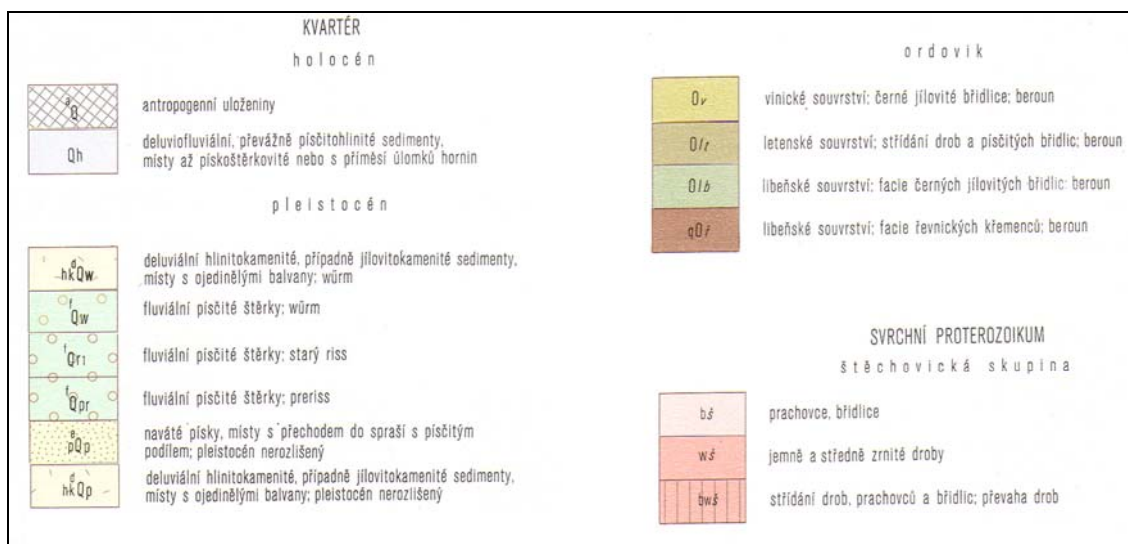 KVARTÉR
holocén
aQ
antropogenní uloženiny
Qh
deluviofluviální, převážně písčitohlinité sedimenty,
místy až pískoštěrkovité nebo s příměsí úlomků hornin
pleistocén
d
hkQw
deluviální hlinitokamenité, případně jílovitokamenité sedimenty,
místy s ojedinělými balvany; würm
fQw
fluviální písčité štěrky; würm
fQr1
fluviální písčité štěrky; starý riss
fQpr
fluviální písčité štěrky; preriss
e
pQp
naváté písky, místy s přechodem do spraší s písčitým
podílem; pleistocén nerozlišený
d
hkQp
deluviální hlinitokamenité, případně jílovitokamenité sedimenty,
místy s ojedinělými balvany; pleistocén nerozlišený
ordovik
Ov
vinické souvrství; černé jílovité břidlice; beroun
Olt
letenské souvrství; střídání drob a písčitých břidlic; beroun
Olb
libeňské souvrství; facie černých jílovitých břidlic; beroun
qOř
libeňské souvrství; facie řevnických křemenců; beroun
SVRCHNÍ PROTEROZOIKUM
štěchovická skupina
bš
prachovce, břidlice
wš
jemně a středně zrnité droby
bwš
střídání drob, prachovců a břidlic; převaha drob